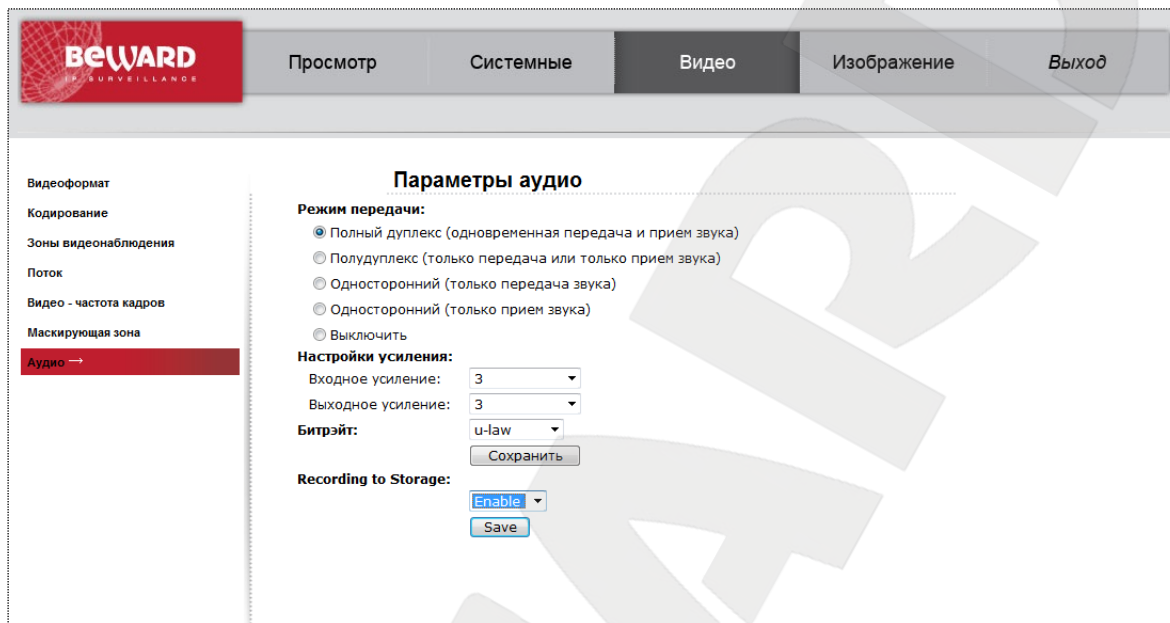 BEWARD
IP SURVEILLANCE
Просмотр
Системные
Видео
Изображение
Выход
Видеоформат
Кодирование
Зоны видеонаблюдения
Поток
Видео - частота кадров
Маскирующая зона
Аудио →
Параметры аудио
Режим передачи:
Полный дуплекс (одновременная передача и прием звука)
Полудуплекс (только передача или только прием звука)
Односторонний (только передача звука)
Односторонний (только прием звука)
Выключить
Настройки усиления:
Входное усиление: 3
Выходное усиление: 3
Битрэйт: u-law
Сохранить
Recording to Storage:
Enable
Save